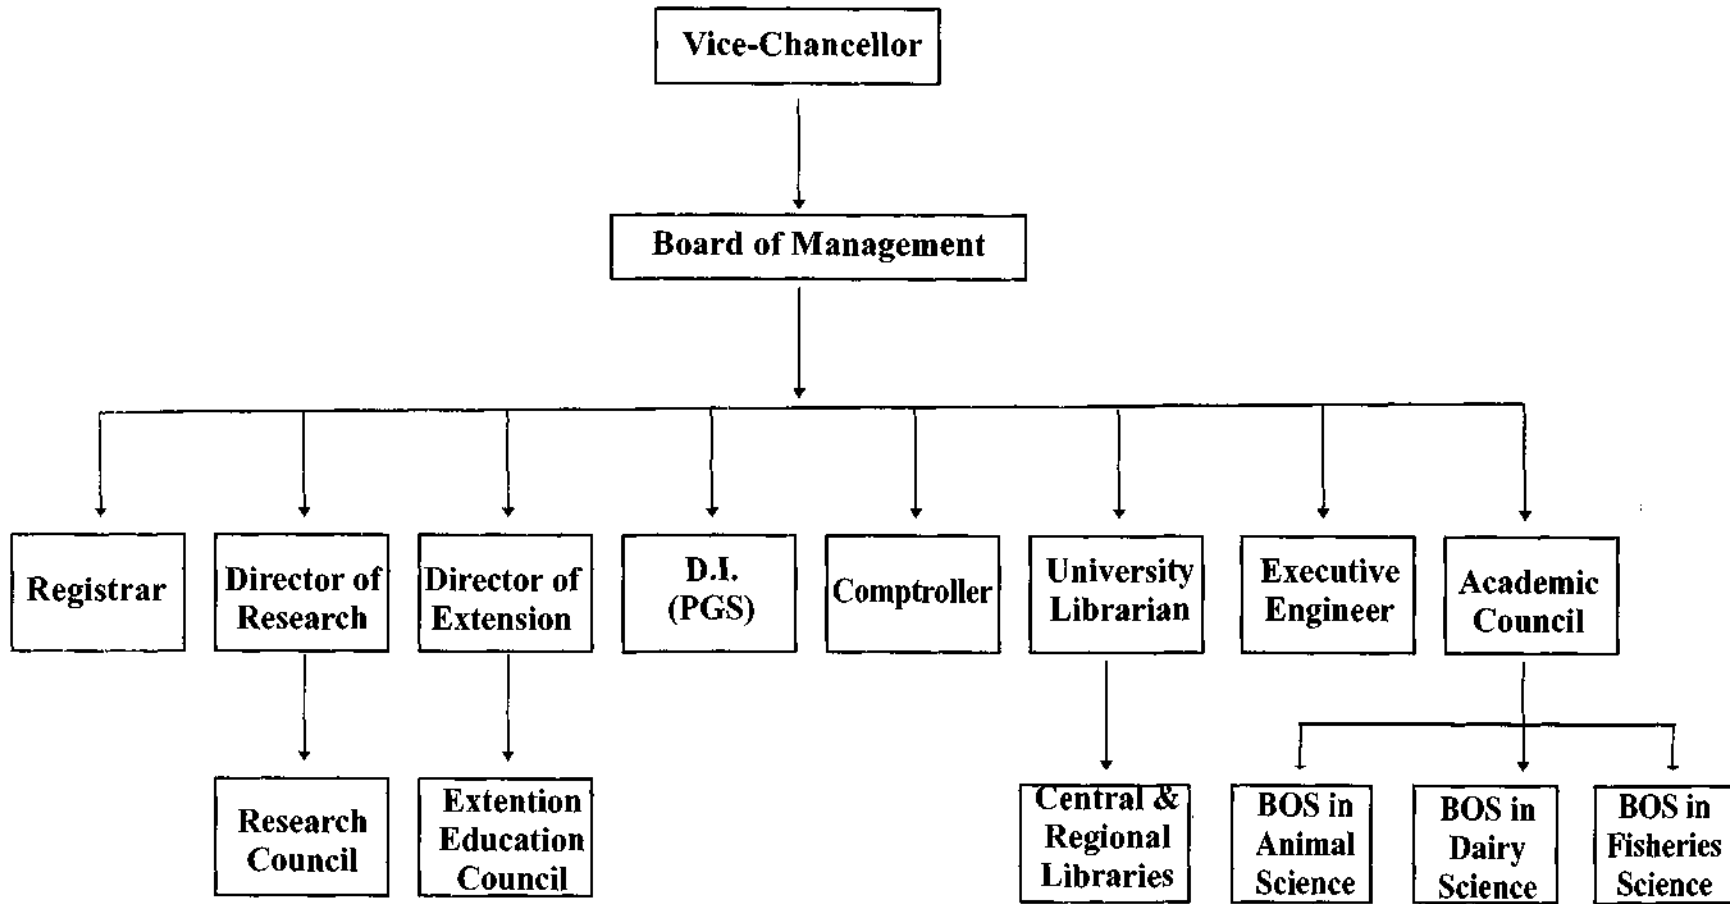 Vice-Chancellor
Board of Management
Registrar
Director of
Research
Director of
Extension
D.I.
(PGS)
Comptroller
University
Librarian
Executive
Engineer
Academic
Council
Research
Council
Extention
Education
Council
Central &
Regional
Libraries
BOS in
Animal
Science
BOS in
Dairy
Science
BOS in
Fisheries
Science